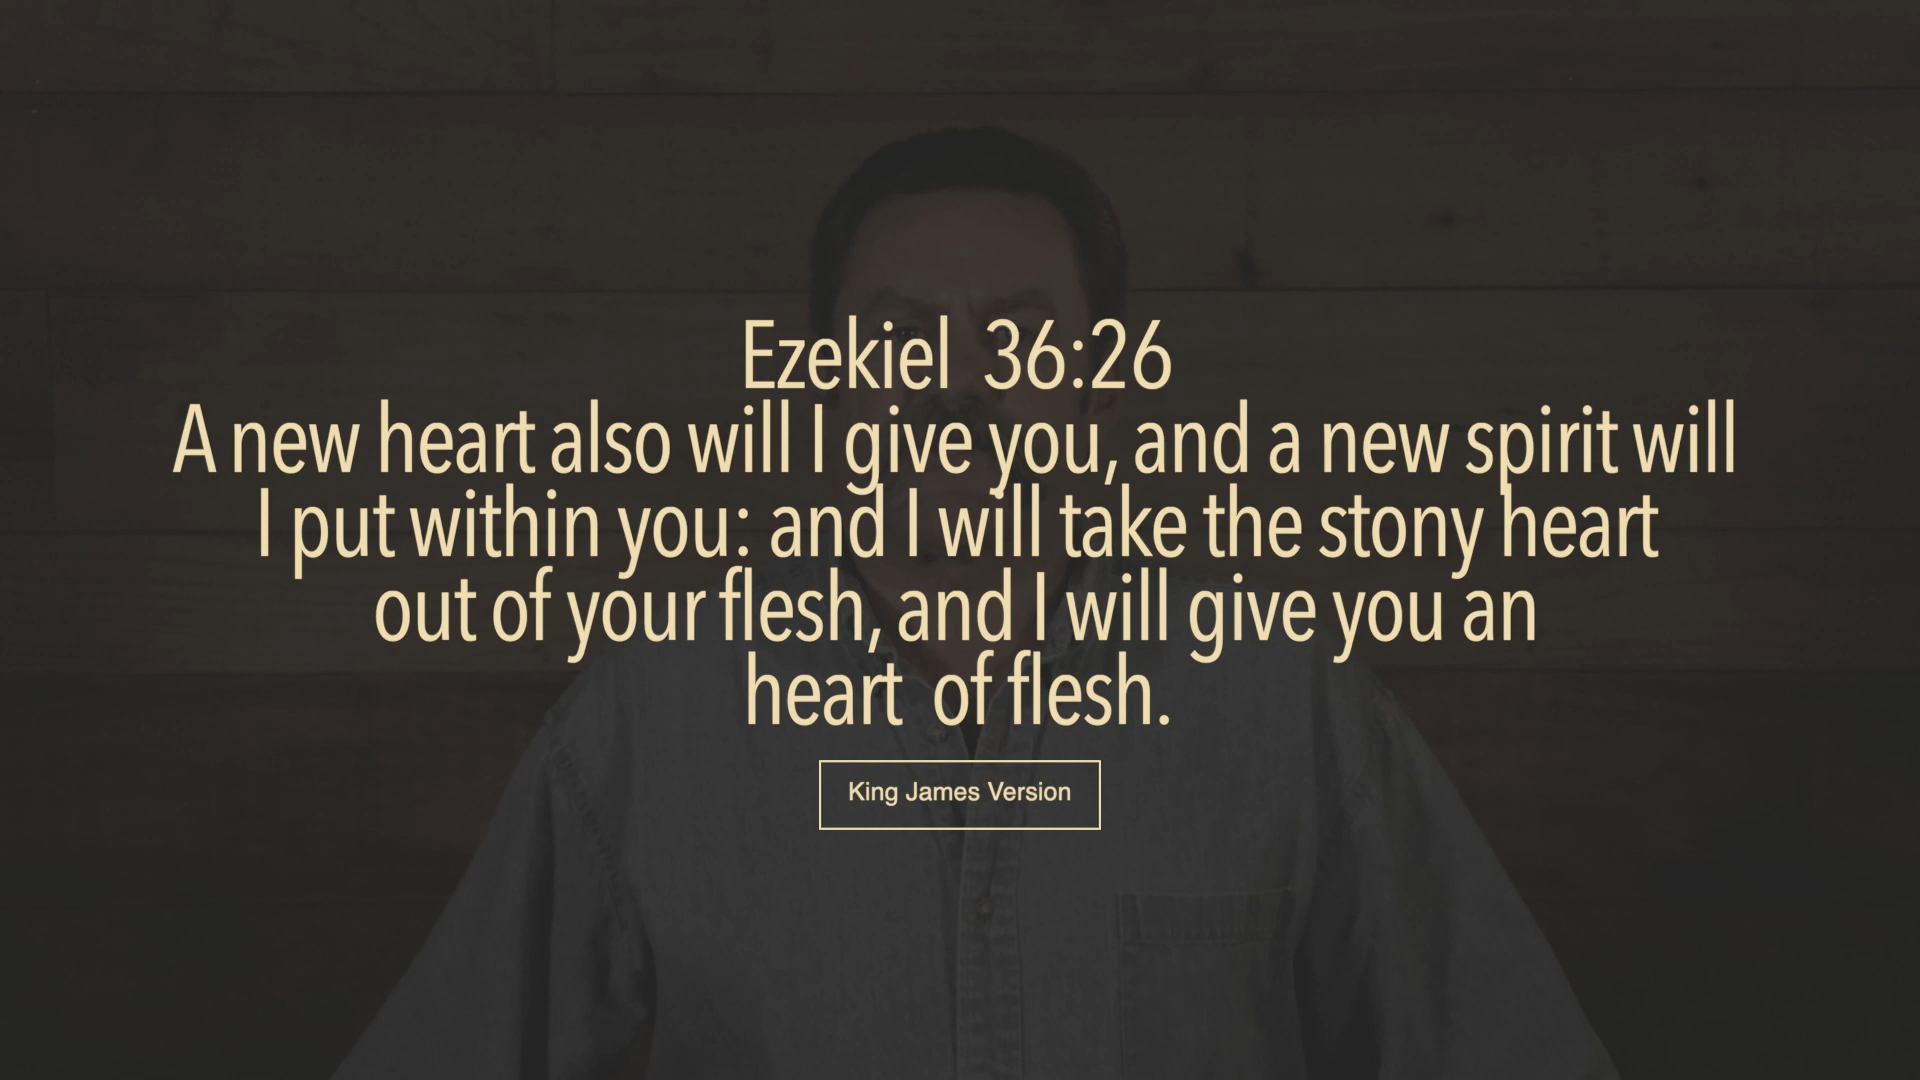 Ezekiel 36:26
A new heart also will I give you, and a new spirit will
I put within you: and I will take the stony heart
out of your flesh, and I will give you an
heart of flesh.
King James Version